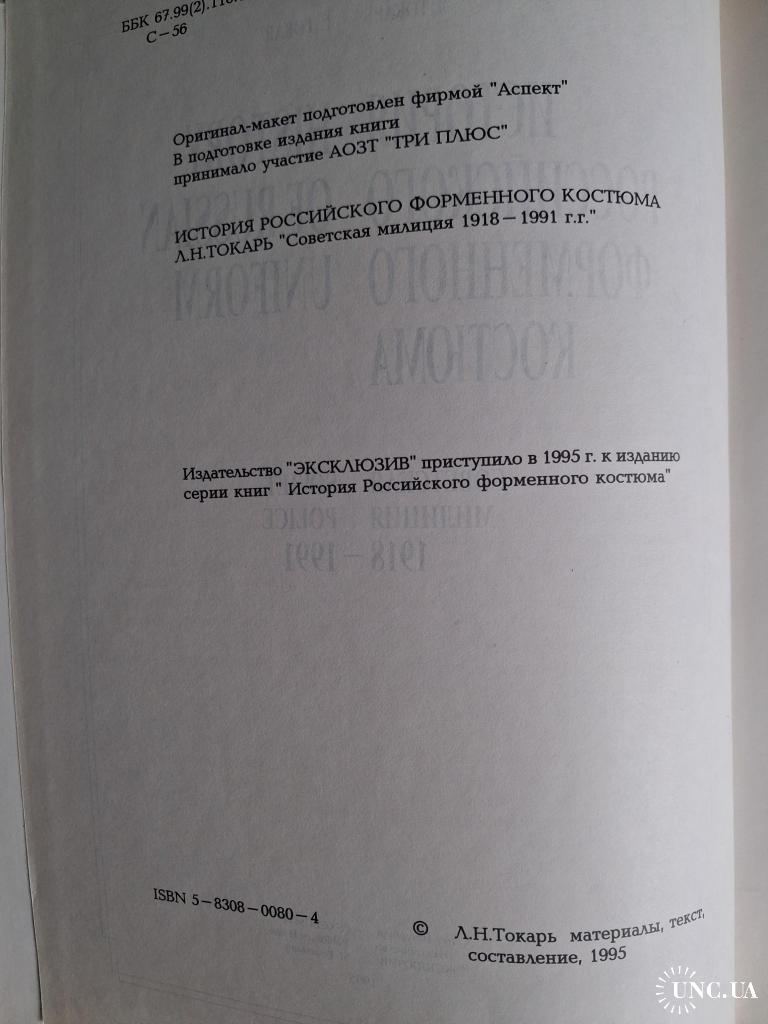 ББК 67.99(2).116.
С-56
Оригинал-макет подготовлен фирмой "Аспект"
В подготовке издания книги
принимало участие АОЗТ "ТРИ ПЛЮС"
ИСТОРИЯ РОССИЙСКОГО ФОРМЕННОГО КОСТЮМА
Л.Н.ТОКАРЬ "Советская милиция 1918-1991 г.г."
Издательство "ЭКСКЛЮЗИВ" приступило в 1995 г. к изданию
серии книг " История Российского форменного костюма"
ISBN 5-8308-0080-4
© Л.Н.Токарь материалы, текст,
составление, 1995
UNC.UA